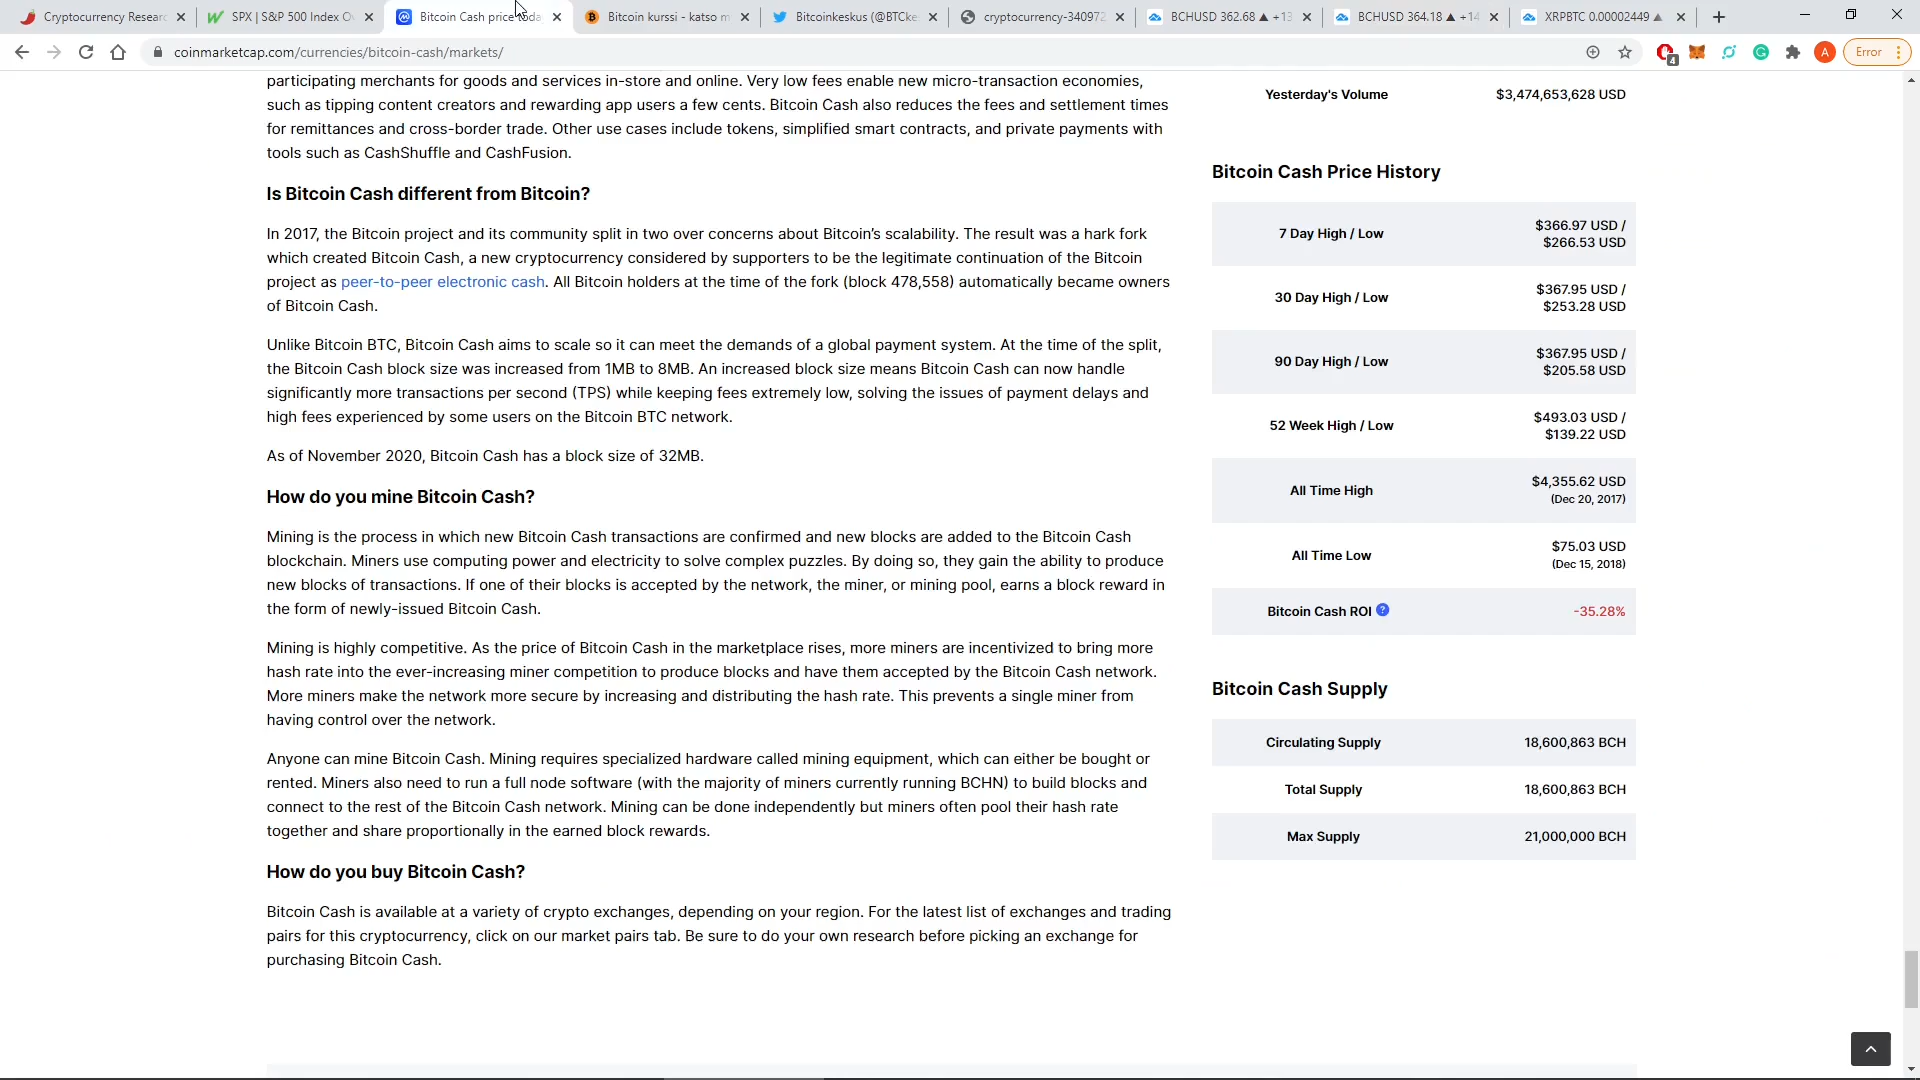 Cryptocurrency Researc
SPX | S&P 500 Index O
Bitcoin Cash price
Bitcoin kurssi - katso m
Bitcoinkeskus (@BTCke
cryptocurrency-340972
BCHUSD 362.68 ▲ +13
BCHUSD 364.18 ▲ +14
XRPBTC 0.00002449 ▲
coinmarketcap.com/currencies/bitcoin-cash/markets/
4
A
Error
participating merchants for goods and services in-store and online. Very low fees enable new micro-transaction economies,
such as tipping content creators and rewarding app users a few cents. Bitcoin Cash also reduces the fees and settlement times
for remittances and cross-border trade. Other use cases include tokens, simplified smart contracts, and private payments with
tools such as CashShuffle and CashFusion.
Is Bitcoin Cash different from Bitcoin?
In 2017, the Bitcoin project and its community split in two over concerns about Bitcoin's scalability. The result was a hark fork
which created Bitcoin Cash, a new cryptocurrency considered by supporters to be the legitimate continuation of the Bitcoin
project as peer-to-peer electronic cash. All Bitcoin holders at the time of the fork (block 478,558) automatically became owners
of Bitcoin Cash.
Unlike Bitcoin BTC, Bitcoin Cash aims to scale so it can meet the demands of a global payment system. At the time of the split,
the Bitcoin Cash block size was increased from 1MB to 8MB. An increased block size means Bitcoin Cash can now handle
significantly more transactions per second (TPS) while keeping fees extremely low, solving the issues of payment delays and
high fees experienced by some users on the Bitcoin BTC network.
As of November 2020, Bitcoin Cash has a block size of 32MB.
How do you mine Bitcoin Cash?
Mining is the process in which new Bitcoin Cash transactions are confirmed and new blocks are added to the Bitcoin Cash
blockchain. Miners use computing power and electricity to solve complex puzzles. By doing so, they gain the ability to produce
new blocks of transactions. If one of their blocks is accepted by the network, the miner, or mining pool, earns a block reward in
the form of newly-issued Bitcoin Cash.
Mining is highly competitive. As the price of Bitcoin Cash in the marketplace rises, more miners are incentivized to bring more
hash rate into the ever-increasing miner competition to produce blocks and have them accepted by the Bitcoin Cash network.
More miners make the network more secure by increasing and distributing the hash rate. This prevents a single miner from
having control over the network.
Anyone can mine Bitcoin Cash. Mining requires specialized hardware called mining equipment, which can either be bought or
rented. Miners also need to run a full node software (with the majority of miners currently running BCHN) to build blocks and
connect to the rest of the Bitcoin Cash network. Mining can be done independently but miners often pool their hash rate
together and share proportionally in the earned block rewards.
How do you buy Bitcoin Cash?
Bitcoin Cash is available at a variety of crypto exchanges, depending on your region. For the latest list of exchanges and trading
pairs for this cryptocurrency, click on our market pairs tab. Be sure to do your own research before picking an exchange for
purchasing Bitcoin Cash.
Yesterday's Volume $3,474,653,628 USD
Bitcoin Cash Price History
7 Day High / Low $366.97 USD /
$266.53 USD
30 Day High / Low $367.95 USD /
$253.28 USD
90 Day High / Low $367.95 USD /
$205.58 USD
52 Week High / Low $493.03 USD /
$139.22 USD
All Time High $4,355.62 USD
(Dec 20, 2017)
All Time Low $75.03 USD
(Dec 15, 2018)
Bitcoin Cash ROI ? -35.28%
Bitcoin Cash Supply
Circulating Supply 18,600,863 BCH
Total Supply 18,600,863 BCH
Max Supply 21,000,000 BCH